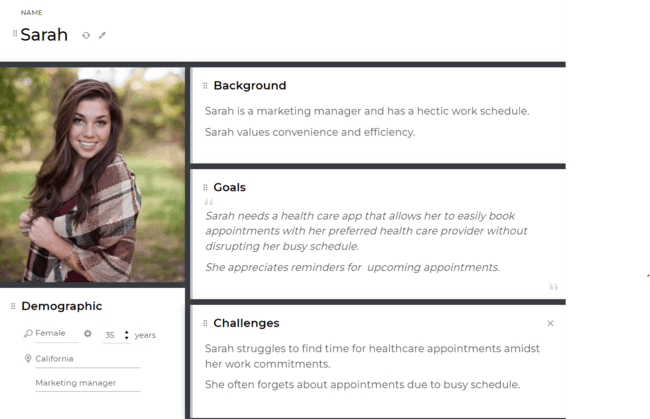 NAME
Sarah
Background
Sarah is a marketing manager and has a hectic work schedule.
Sarah values convenience and efficiency.
Goals
“
Sarah needs a health care app that allows her to easily book
appointments with her preferred health care provider without
disrupting her busy schedule.
She appreciates reminders for upcoming appointments.
”
Demographic
Female 35 years
California
Marketing manager
Challenges
Sarah struggles to find time for healthcare appointments amidst
her work commitments.
She often forgets about appointments due to busy schedule.